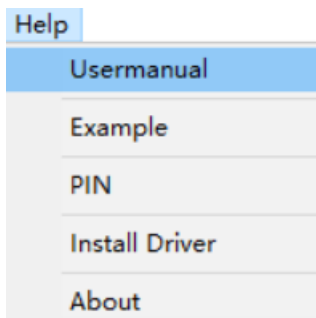 Help
Usermanual
Example
PIN
Install Driver
About